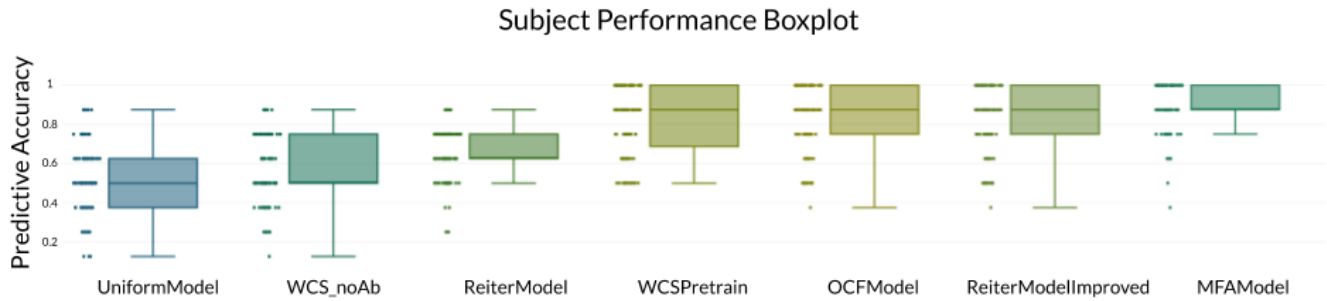 Subject Performance Boxplot
Predictive Accuracy
1
0.8
0.6
0.4
0.2
UniformModel
WCS_noAb
ReiterModel
WCSPretrain
OCFModel
ReiterModelImproved
MFAModel